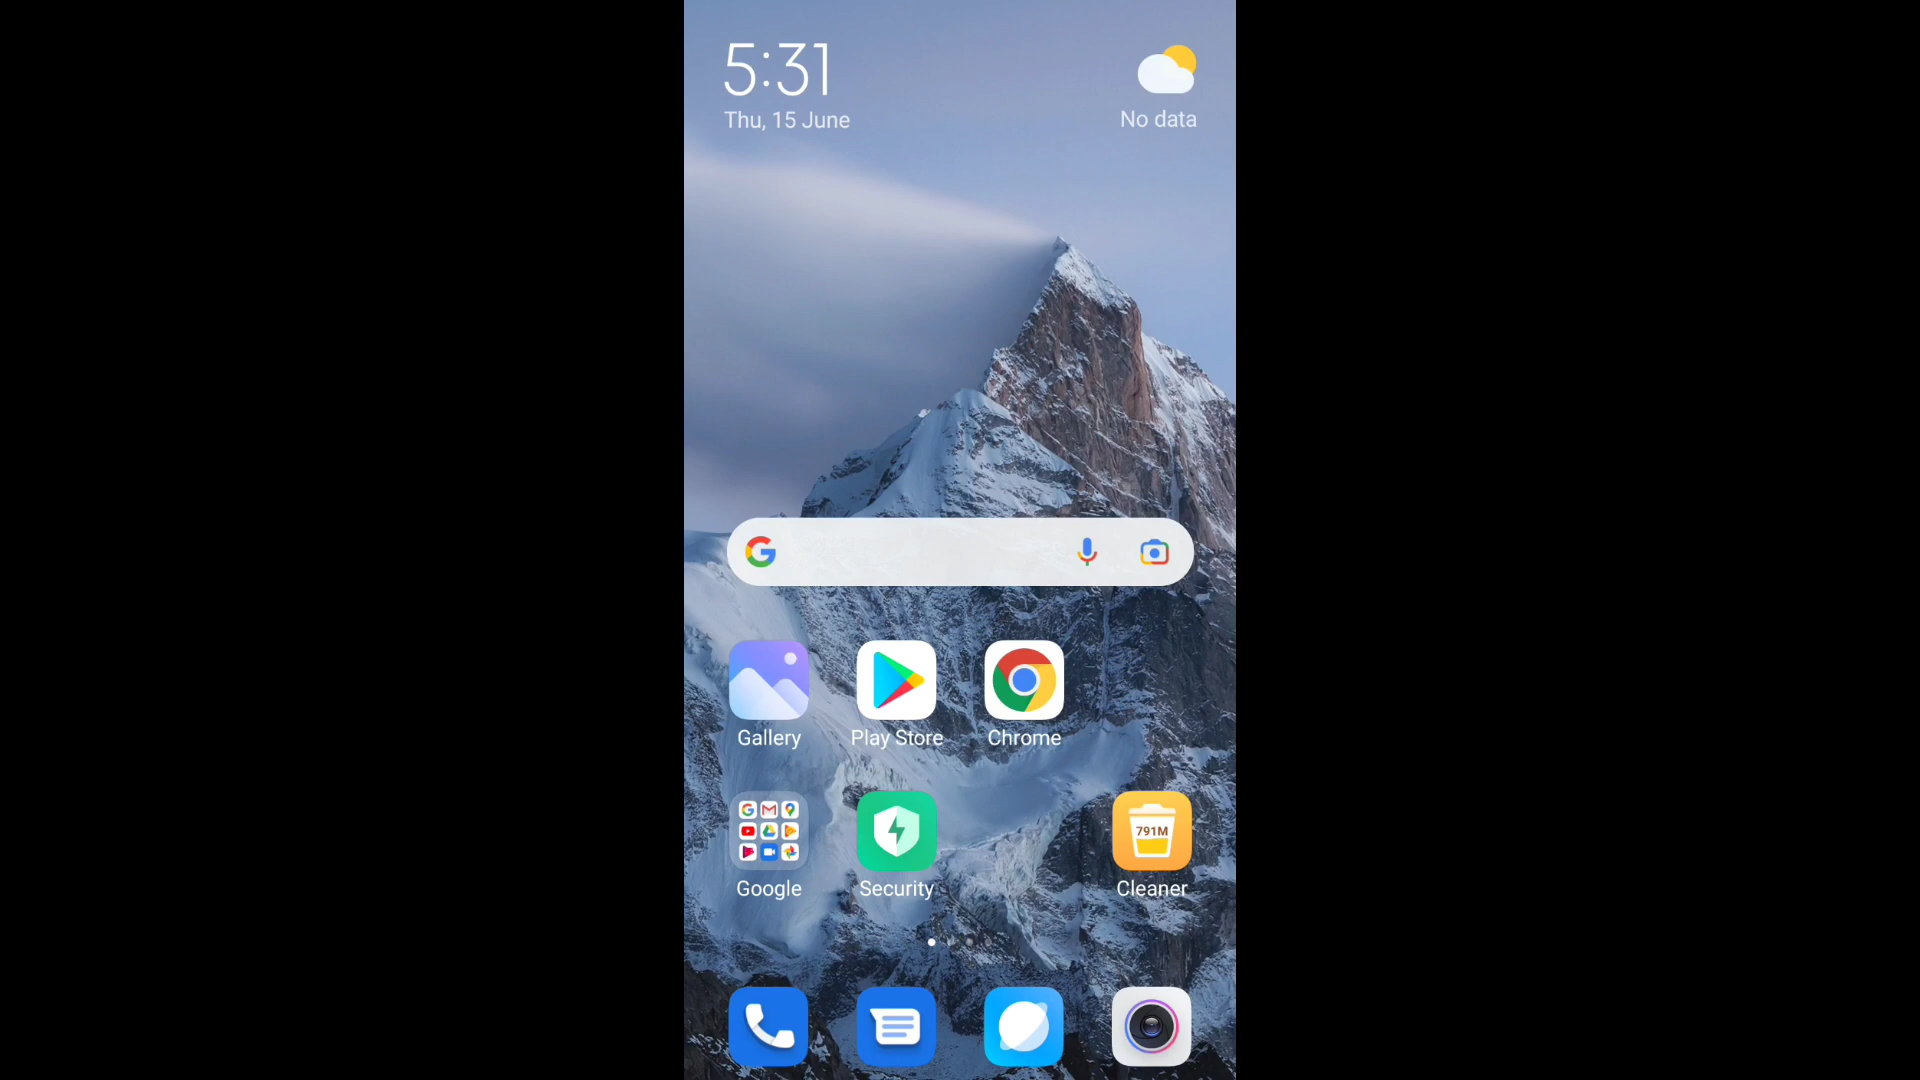 5:31
Thu, 15 June
No data
Gallery
Play Store
Chrome
791M
Google
Security
Cleaner